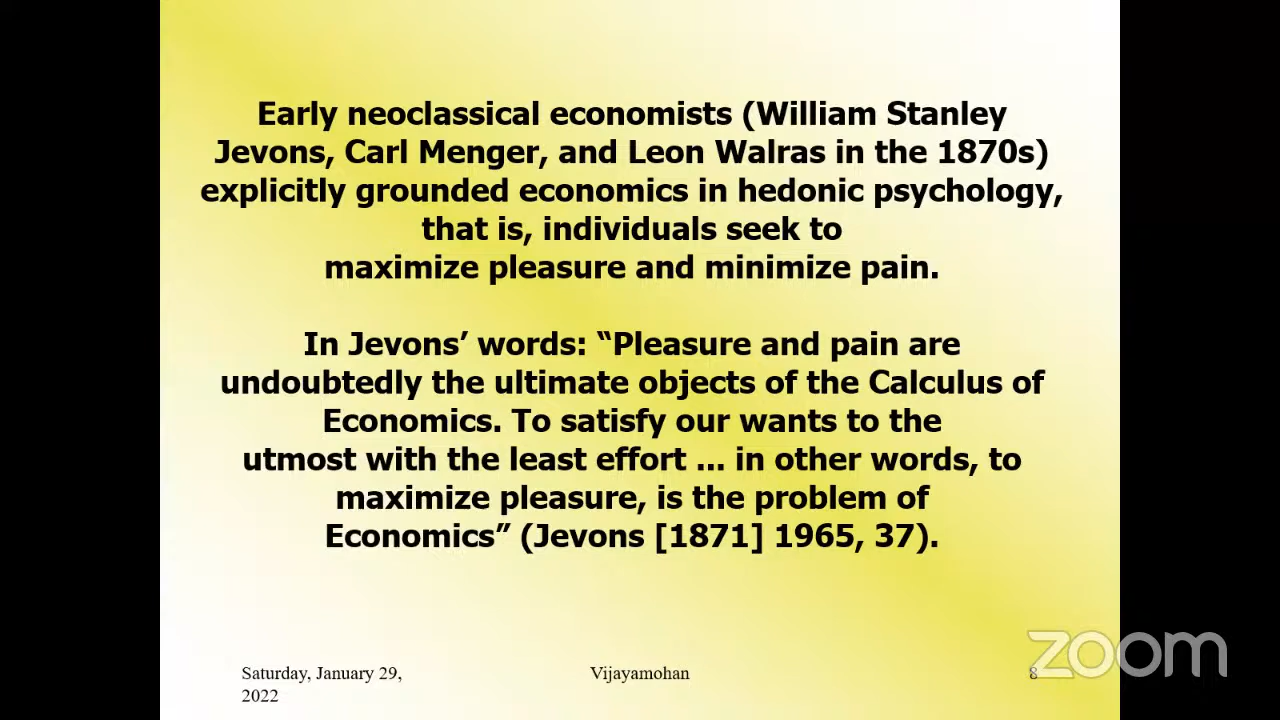 Early neoclassical economists (William Stanley
Jevons, Carl Menger, and Leon Walras in the 1870s)
explicitly grounded economics in hedonic psychology,
that is, individuals seek to
maximize pleasure and minimize pain.
In Jevons’ words: “Pleasure and pain are
undoubtedly the ultimate objects of the Calculus of
Economics. To satisfy our wants to the
utmost with the least effort ... in other words, to
maximize pleasure, is the problem of
Economics” (Jevons [1871] 1965, 37).
Saturday, January 29,
2022
Vijayamohan
8
zoom